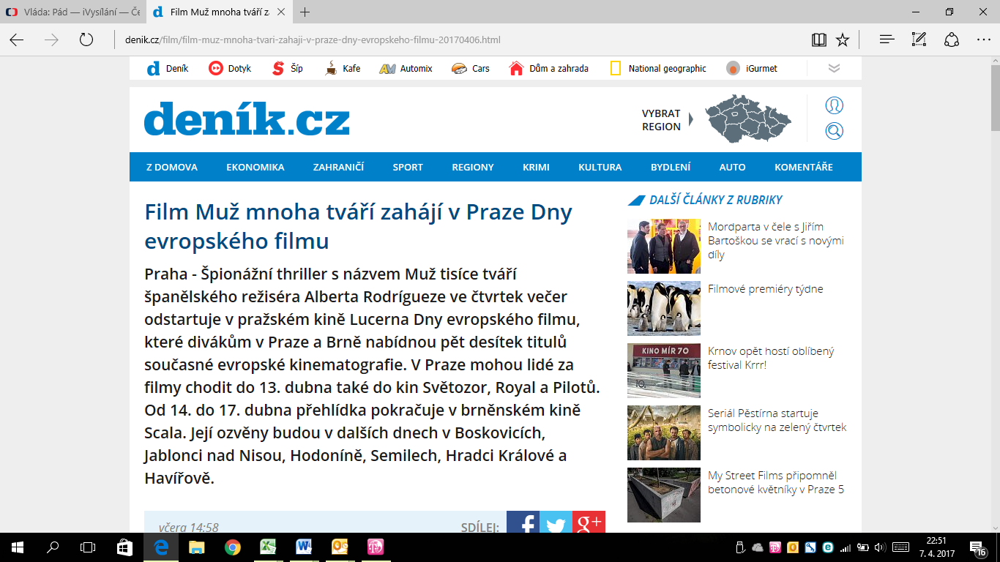 Vláda: Pád — iVysílání — Če
Film Muž mnoha tváří z
denik.cz/film/film-muz-mnoha-tvari-zahaji-v-praze-dny-evropskeho-filmu-20170406.html
Deník Dotyk Šíp Kafe Automix Cars Dům a zahrada National geographic iGurmet
deník.cz
VYBRAT
REGION
Z DOMOVA EKONOMIKA ZAHRANIČÍ SPORT REGIONY KRIMI KULTURA BYDLENÍ AUTO KOMENTÁŘE
Film Muž mnoha tváří zahájí v Praze Dny
evropského filmu
Praha - Špionážní thriller s názvem Muž tisíce tváří
španělského režiséra Alberta Rodrígueze ve čtvrtek večer
odstartuje v pražském kině Lucerna Dny evropského filmu,
které divákům v Praze a Brně nabídnou pět desítek titulů
současné evropské kinematografie. V Praze mohou lidé za
filmy chodit do 13. dubna také do kin Světozor, Royal a Pilotů.
Od 14. do 17. dubna přehlídka pokračuje v brněnském kině
Scala. Její ozvěny budou v dalších dnech v Boskovicích,
Jablonci nad Nisou, Hodoníně, Semilech, Hradci Králové a
Havířově.
včera 14:58
SDÍLEJ:
DALŠÍ ČLÁNKY Z RUBRIKY
Mordparta v čele s Jiřím
Bartoškou se vrací s novými
díly
Filmové premiéry týdne
KINO MÍR 70
Krnov opět hostí oblíbený
festival Krrr!
Seriál Pěstírna startuje
symbolicky na zelený čtvrtek
My Street Films připomněl
betonové květníky v Praze 5
22:51
7. 4. 2017
16